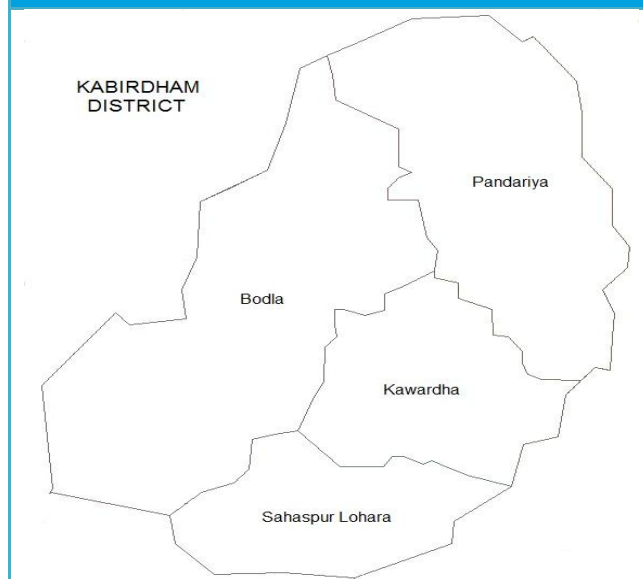 KABIRDHAM
DISTRICT
Pandariya
Bodla
Kawardha
Sahaspur Lohara